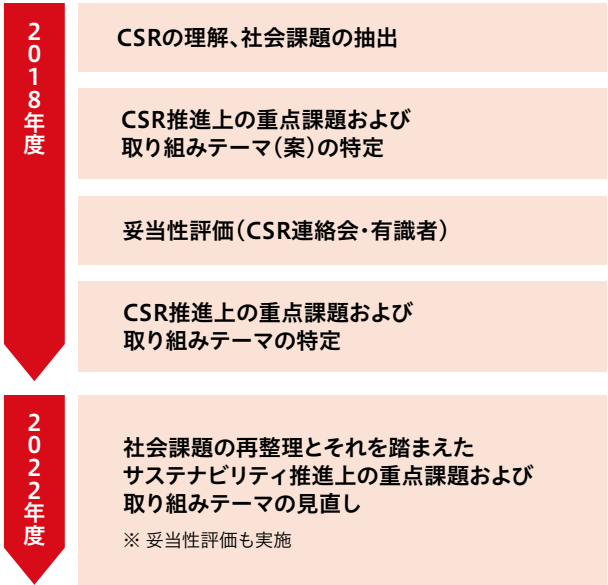 2018年度
CSRの理解、社会課題の抽出
CSR推進上の重点課題および
取り組みテーマ(案)の特定
妥当性評価(CSR連絡会・有識者)
CSR推進上の重点課題および
取り組みテーマの特定
2022年度
社会課題の再整理とそれを踏まえた
サステナビリティ推進上の重点課題および
取り組みテーマの見直し
※ 妥当性評価も実施